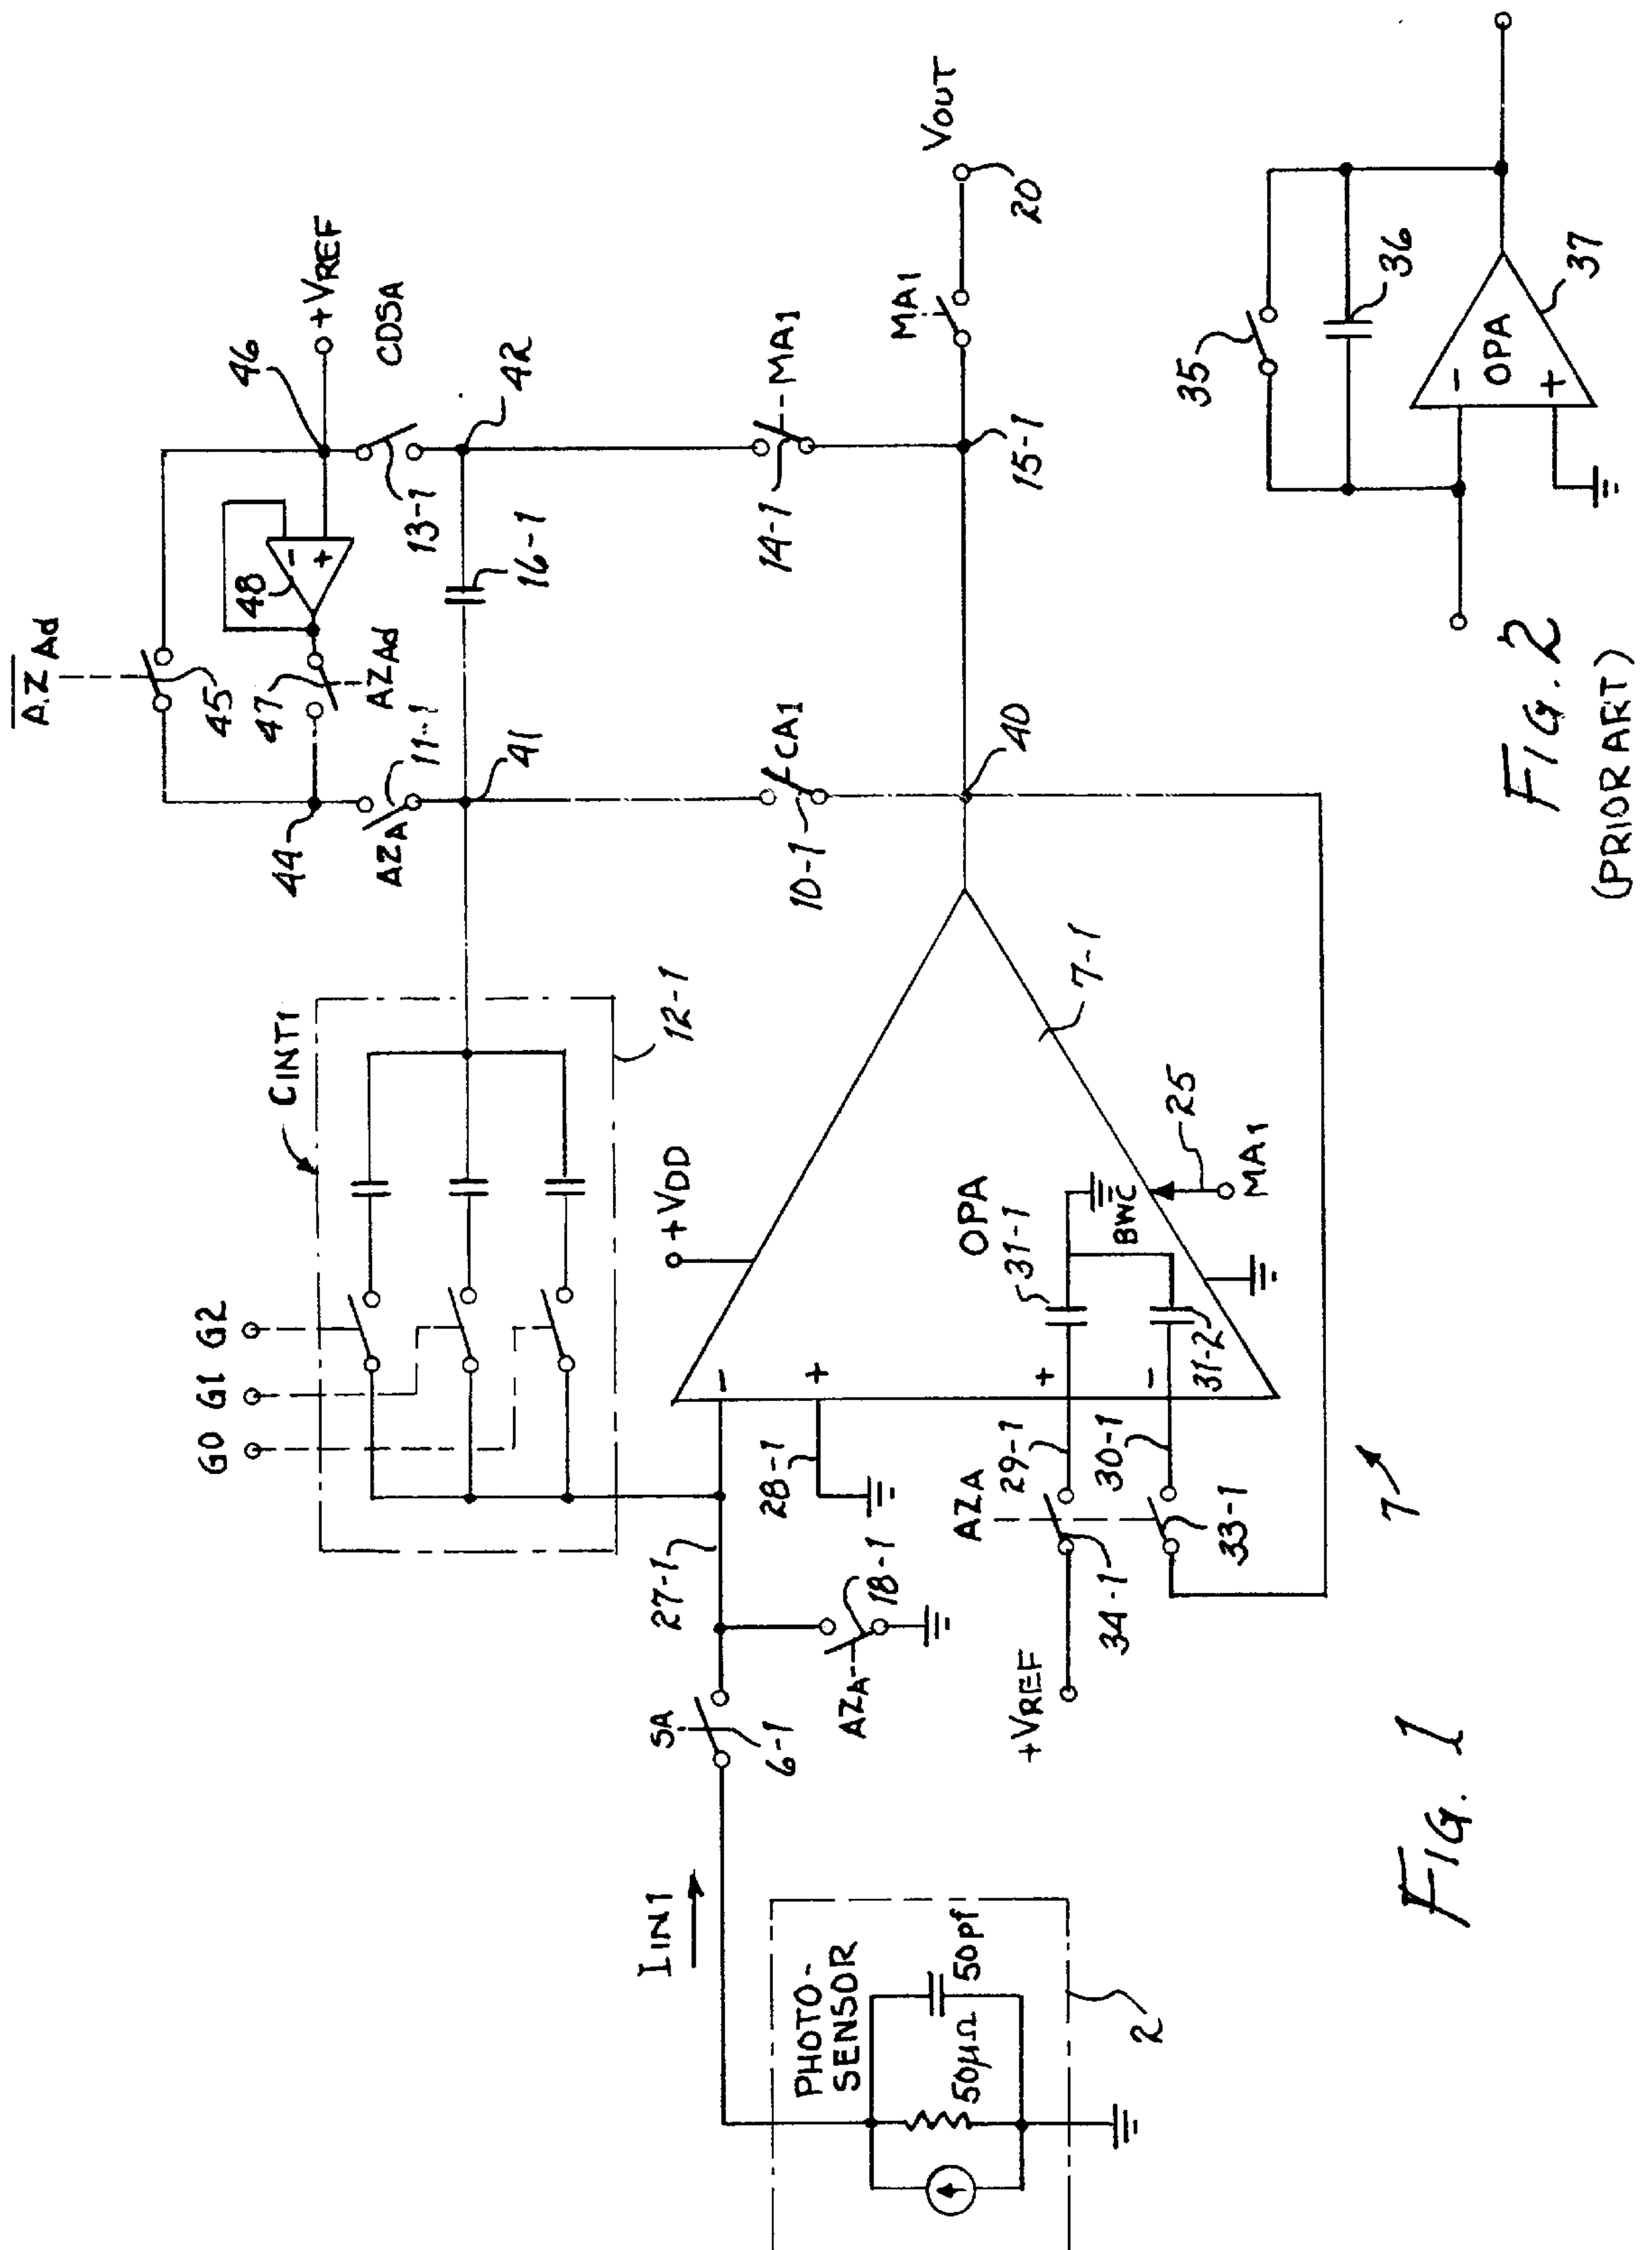 AZAd
46
+VREF
CDSA
48
45
47
AZAd
13-1
42
44
AZA
11-1
41
16-1
14-1
MA1
MA1
VOUT
20
15-1
10-1
CA1
40
CINT1
12-1
G0 G1 G2
+VDD
7-1
OPA
31-1
BWC
25
MA1
31-2
-
+
+
-
27-1
28-1
29-1
30-1
AZA
33-1
34-1
+VREF
SA
6-1
AZA
18-1
7
IIN1
PHOTO-
SENSOR
50μΩ
50pf
2
FIG. 1
35
36
OPA
-
+
37
FIG. 2
(PRIOR ART)